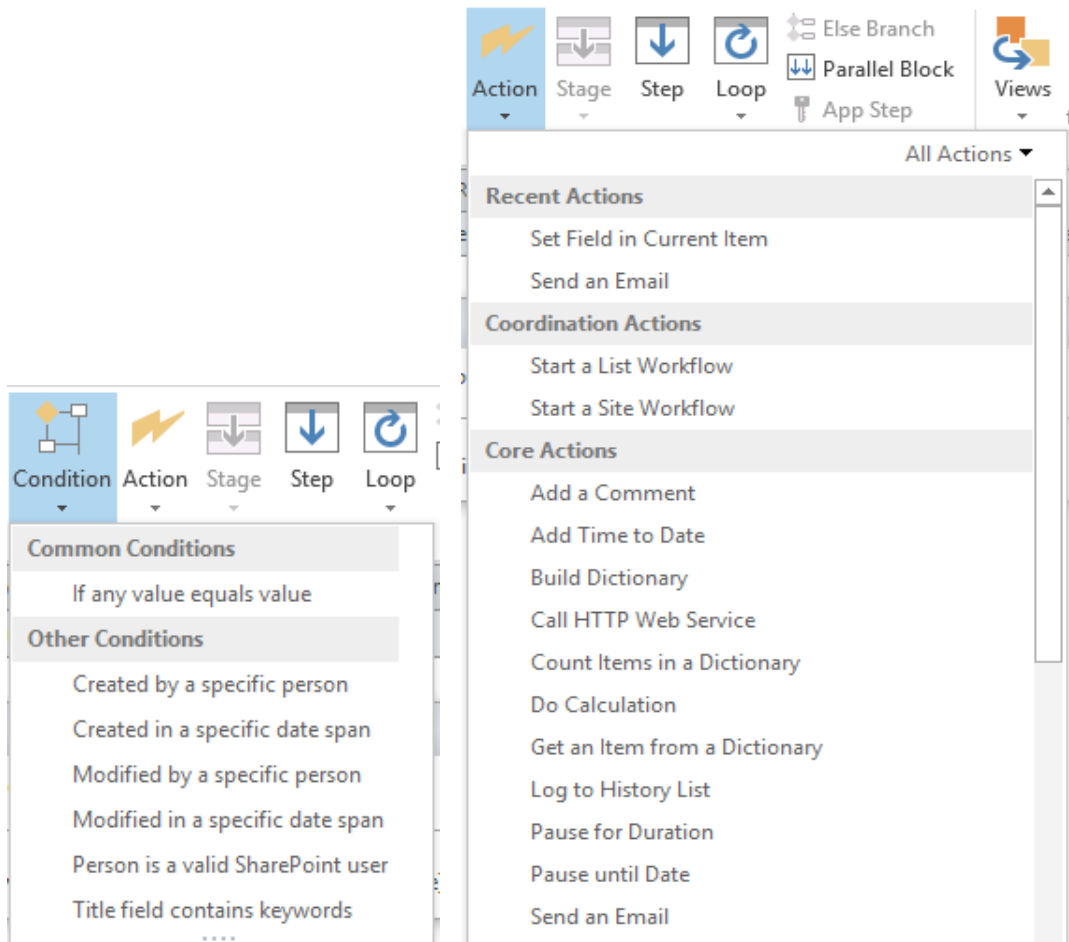 Condition
Action
Stage
Step
Loop
Common Conditions
If any value equals value
Other Conditions
Created by a specific person
Created in a specific date span
Modified by a specific person
Modified in a specific date span
Person is a valid SharePoint user
Title field contains keywords
Action
Stage
Step
Loop
Else Branch
Parallel Block
App Step
Views
All Actions
Recent Actions
Set Field in Current Item
Send an Email
Coordination Actions
Start a List Workflow
Start a Site Workflow
Core Actions
Add a Comment
Add Time to Date
Build Dictionary
Call HTTP Web Service
Count Items in a Dictionary
Do Calculation
Get an Item from a Dictionary
Log to History List
Pause for Duration
Pause until Date
Send an Email